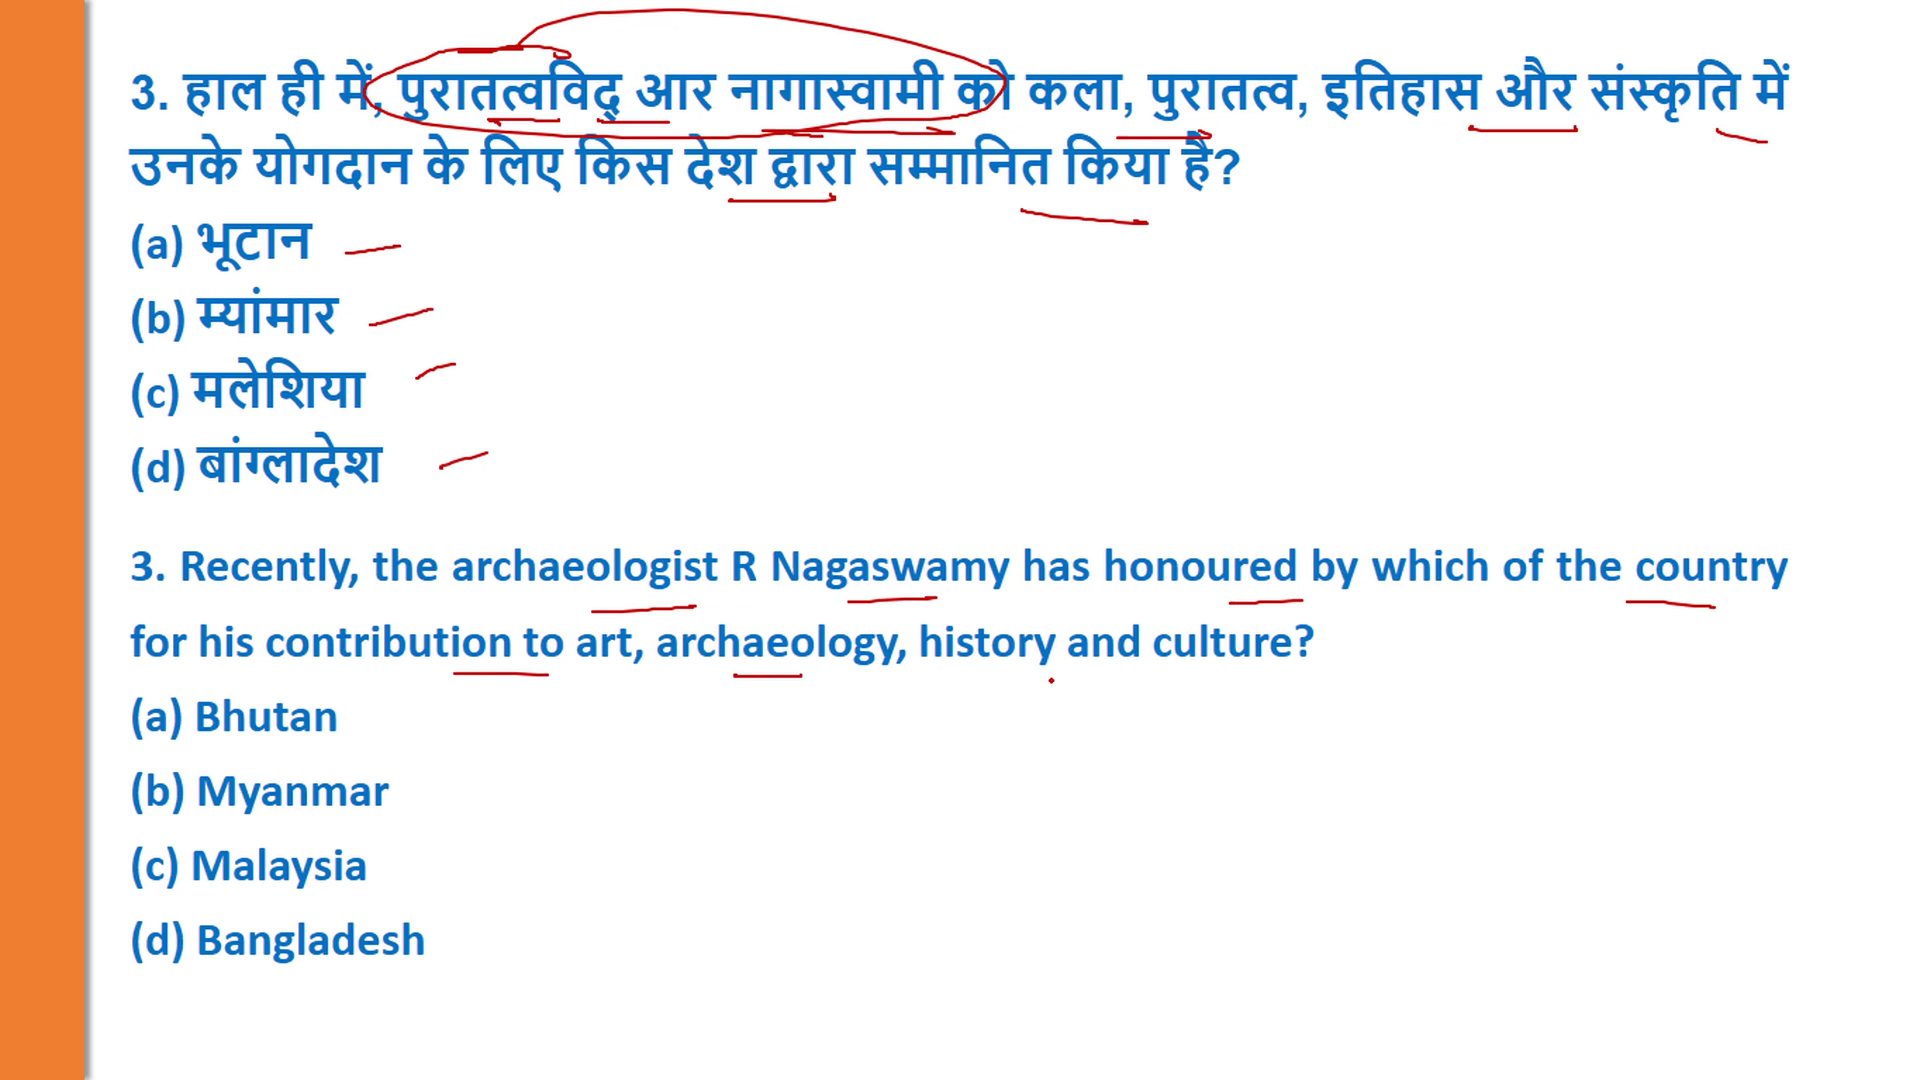 3. हाल ही में, पुरातत्वविद् आर नागास्वामी को कला, पुरातत्व, इतिहास और संस्कृति में
उनके योगदान के लिए किस देश द्वारा सम्मानित किया है?
(a) भूटान
(b) म्यांमार
(c) मलेशिया
(d) बांग्लादेश
3. Recently, the archaeologist R Nagaswamy has honoured by which of the country
for his contribution to art, archaeology, history and culture?
(a) Bhutan
(b) Myanmar
(c) Malaysia
(d) Bangladesh